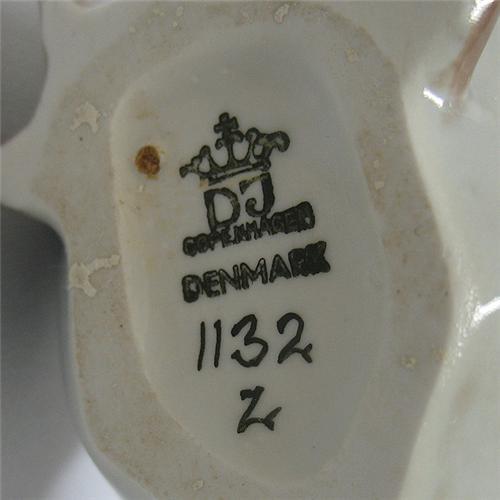 DJ
COPENHAGEN
DENMARK
1132
Z